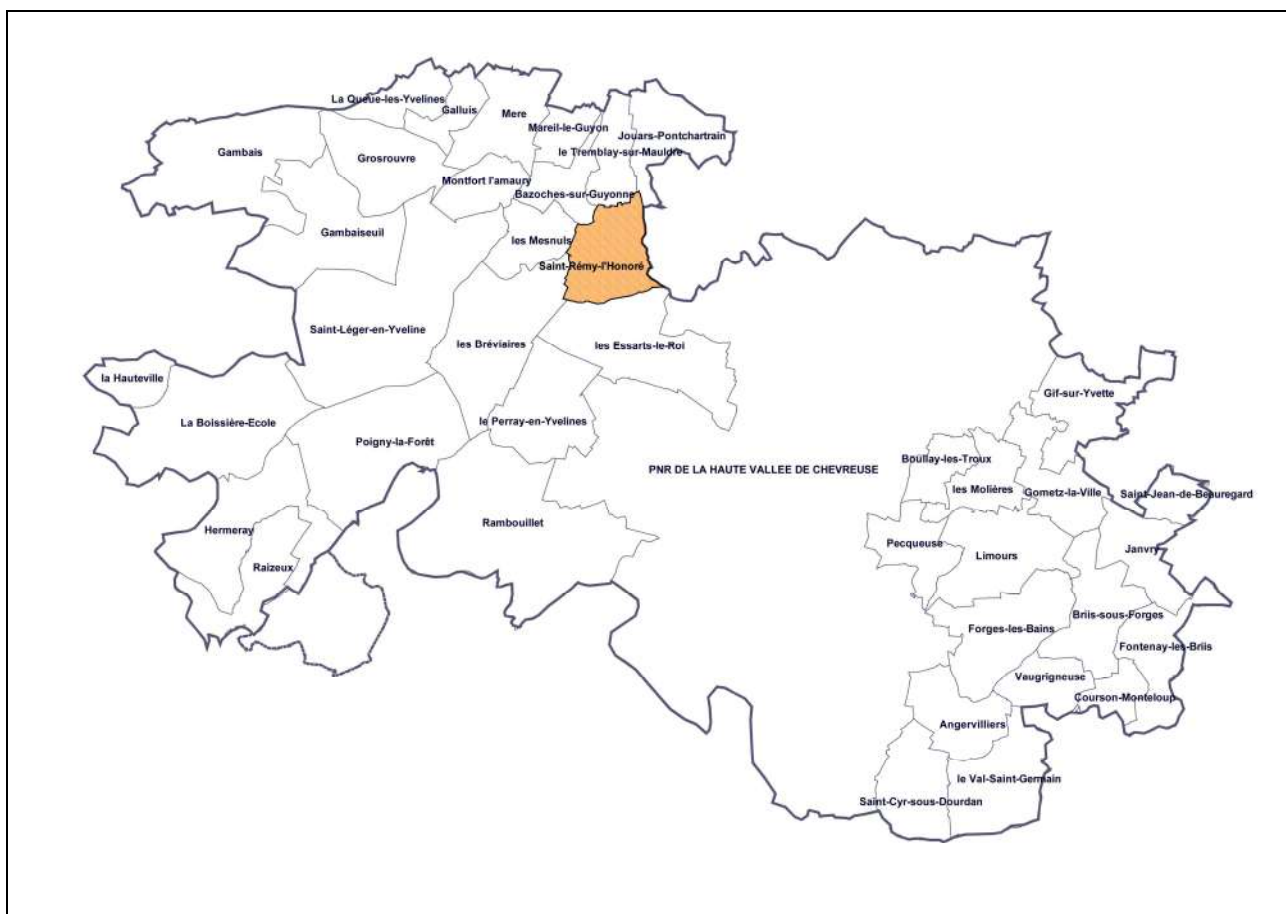 La Queue-les-Yvelines
Galluis
Mere
Mareil-le-Guyon
Jouars-Pontchartrain
Gambais
Grosrouvre
le Tremblay-sur-Mauldre
Montfort l'amaury
Bazoches-sur-Guyonne
Gambaiseuil
les Mesnuls
Saint-Rémy-l'Honoré
Saint-Léger-en-Yveline
les Bréviaires
les Essarts-le-Roi
la Hauteville
Gif-sur-Yvette
La Boissière-Ecole
le Perray-en-Yvelines
Poigny-la-Forêt
Boullay-les-Troux
PNR DE LA HAUTE VALLEE DE CHEVREUSE
les Molières
Gometz-la-Ville
Saint-Jean-de-Beauregard
Hermeray
Rambouillet
Pecqueuse
Limours
Janvry
Raizeux
Briis-sous-Forges
Forges-les-Bains
Fontenay-les-Briis
Vaugrigneuse
Courson-Monteloup
Angervilliers
le Val-Saint-Germain
Saint-Cyr-sous-Dourdan